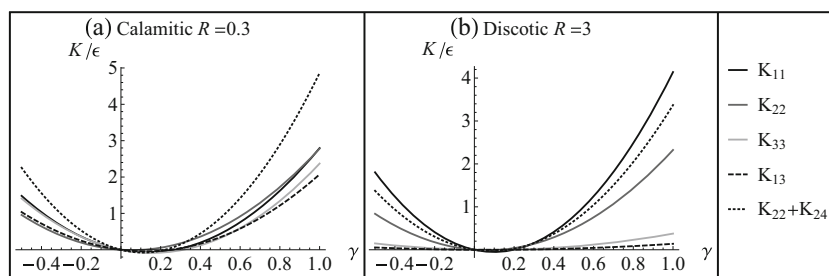 (a) Calamitic R =0.3
K/ϵ
5
4
3
2
1
−0.4 −0.2 0.2 0.4 0.6 0.8 1.0 γ
(b) Discotic R =3
K/ϵ
4
3
2
1
−0.4 −0.2 0.2 0.4 0.6 0.8 1.0 γ
K₁₁
K₂₂
K₃₃
K₁₃
K₂₂+K₂₄